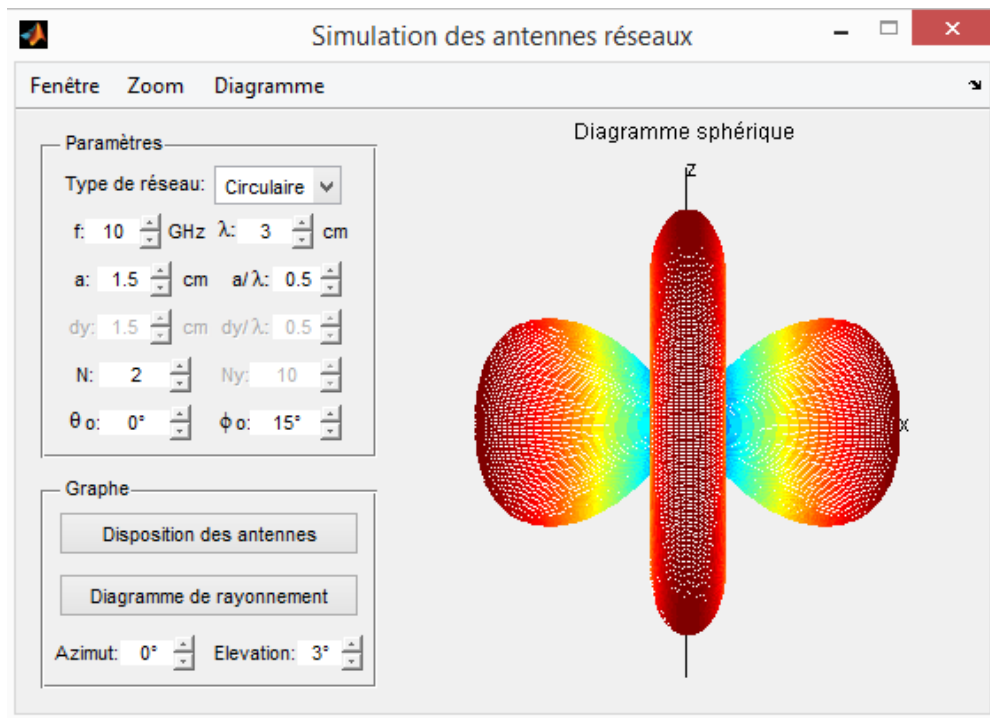 Simulation des antennes réseaux
Fenêtre Zoom Diagramme
Paramètres
Type de réseau: Circulaire
f: 10 GHz λ: 3 cm
a: 1.5 cm a/λ: 0.5
dy: 1.5 cm dy/λ: 0.5
N: 2 Ny: 10
θo: 0° ϕo: 15°
Graphe
Disposition des antennes
Diagramme de rayonnement
Azimut: 0° Elevation: 3°
Diagramme sphérique
z
x